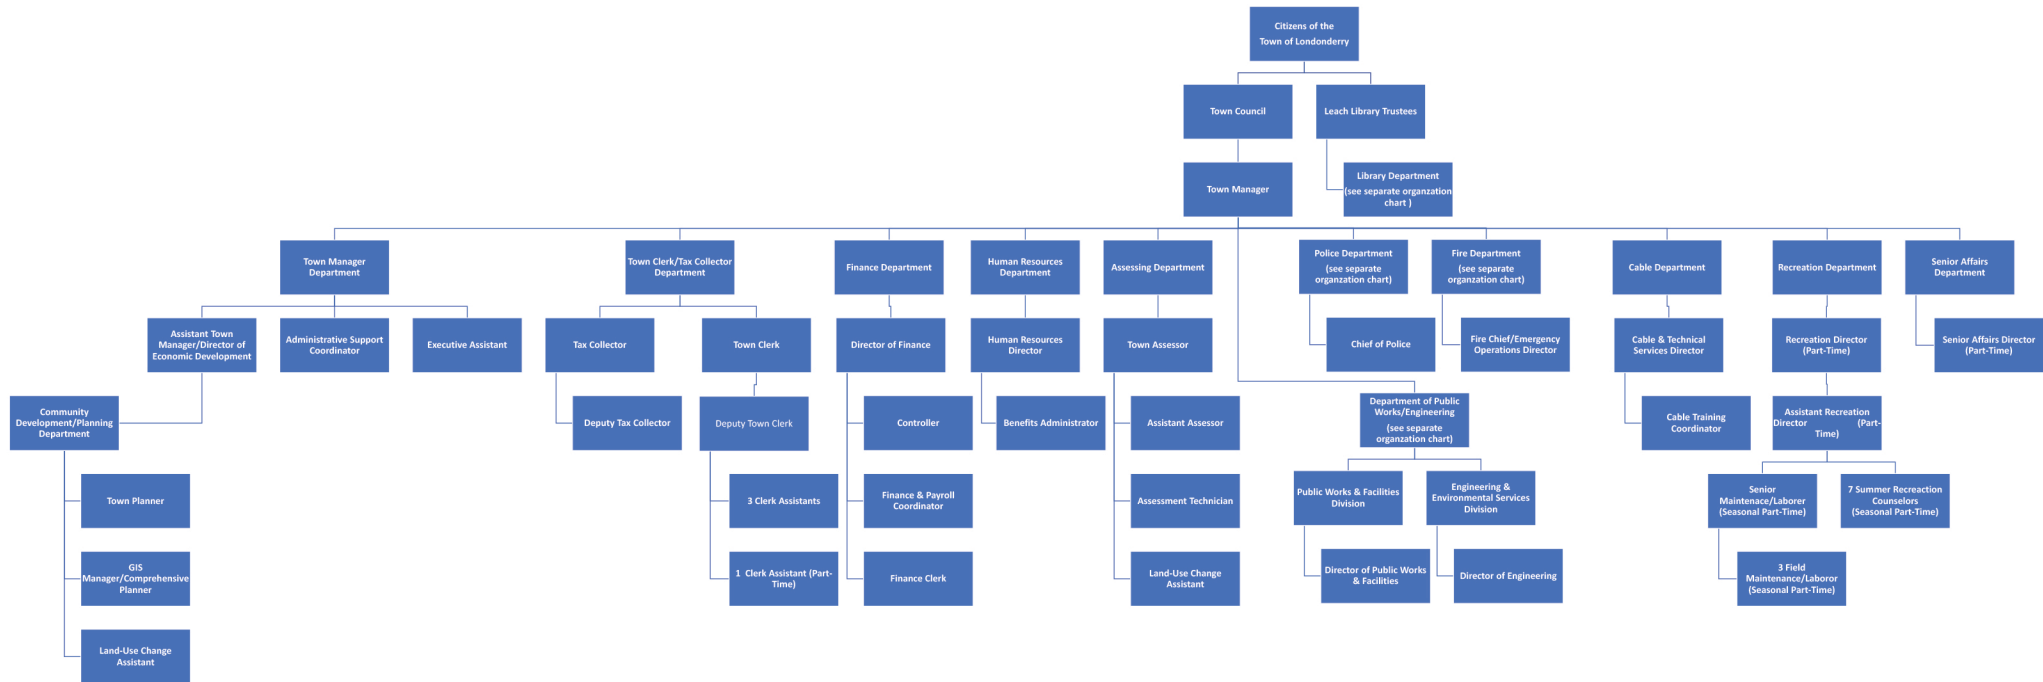 Citizens of the
Town of Londonderry
Town Council
Leach Library Trustees
Town Manager
Library Department
(see separate organzation
chart )
Town Manager
Department
Town Clerk/Tax Collector
Department
Finance Department
Human Resources
Department
Assessing Department
Police Department
(see separate
organzation chart)
Fire Department
(see separate
organzation chart)
Cable Department
Recreation Department
Senior Affairs
Department
Assistant Town
Manager/Director of
Economic Development
Administrative Support
Coordinator
Executive Assistant
Tax Collector
Town Clerk
Director of Finance
Human Resources
Director
Town Assessor
Chief of Police
Fire Chief/Emergency
Operations Director
Cable & Technical
Services Director
Recreation Director
(Part-Time)
Senior Affairs Director
(Part-Time)
Community
Development/Planning
Department
Deputy Tax Collector
Deputy Town Clerk
Controller
Benefits Administrator
Assistant Assessor
Department of Public
Works/Engineering
(see separate
organzation chart)
Cable Training
Coordinator
Assistant Recreation
Director (Part-
Time)
Town Planner
3 Clerk Assistants
Finance & Payroll
Coordinator
Assessment Technician
Public Works & Facilities
Division
Engineering &
Environmental Services
Division
Senior
Maintenace/Laborer
(Seasonal Part-Time)
7 Summer Recreaction
Counselors
(Seasonal Part-Time)
GIS
Manager/Comprehensive
Planner
1 Clerk Assistant (Part-
Time)
Finance Clerk
Land-Use Change
Assistant
Director of Public Works
& Facilities
Director of Engineering
3 Field
Maintenance/Laboror
(Seasonal Part-Time)
Land-Use Change
Assistant